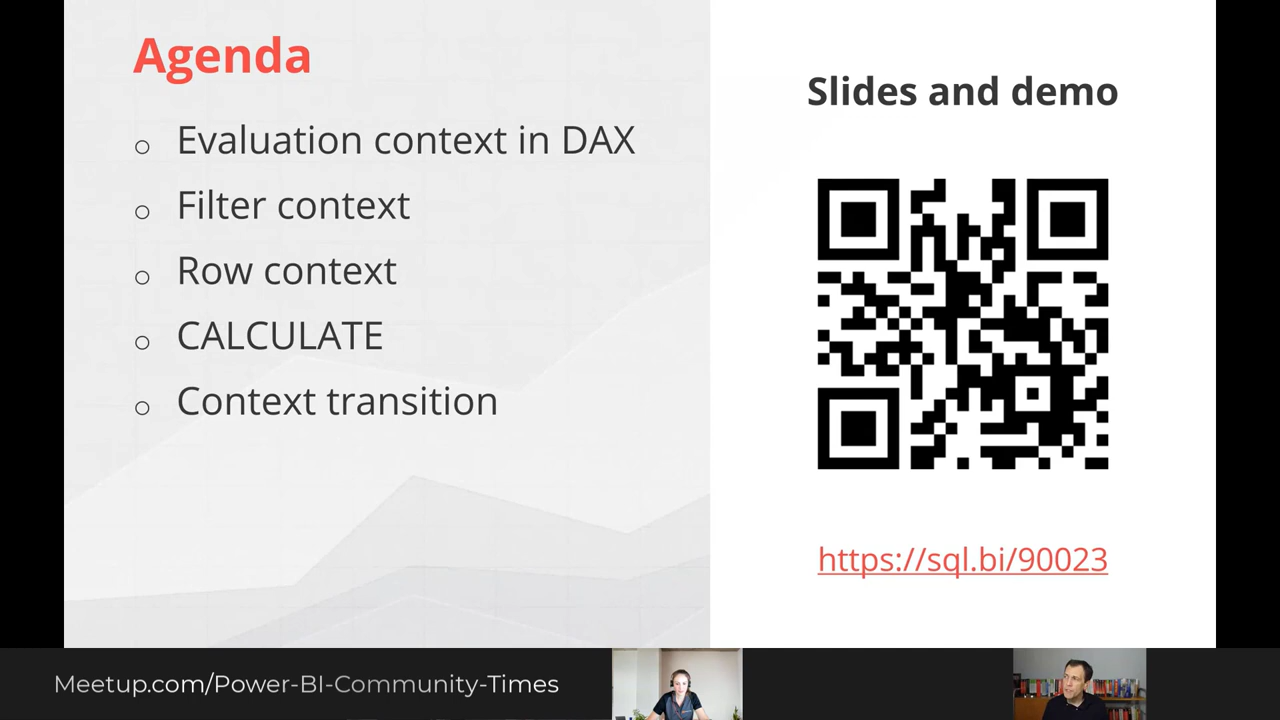 Agenda
Evaluation context in DAX
Filter context
Row context
CALCULATE
Context transition
Slides and demo
https://sql.bi/90023
Meetup.com/Power-BI-Community-Times